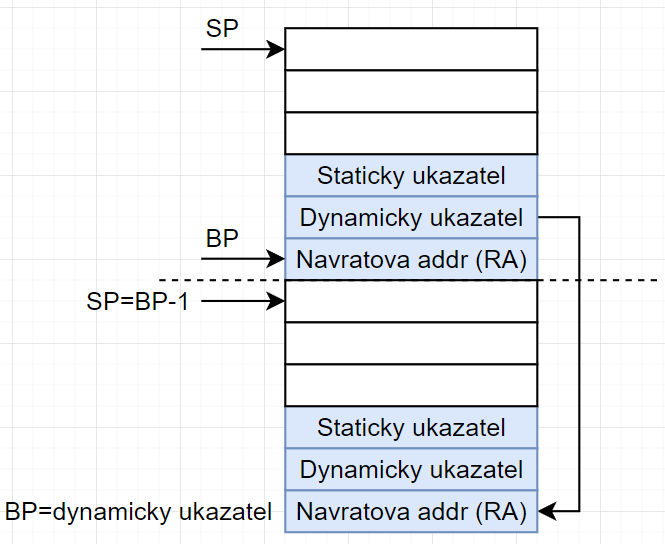 SP
Staticky ukazatel
Dynamicky ukazatel
BP
Navratova addr (RA)
SP=BP-1
Staticky ukazatel
Dynamicky ukazatel
BP=dynamicky ukazatel
Navratova addr (RA)